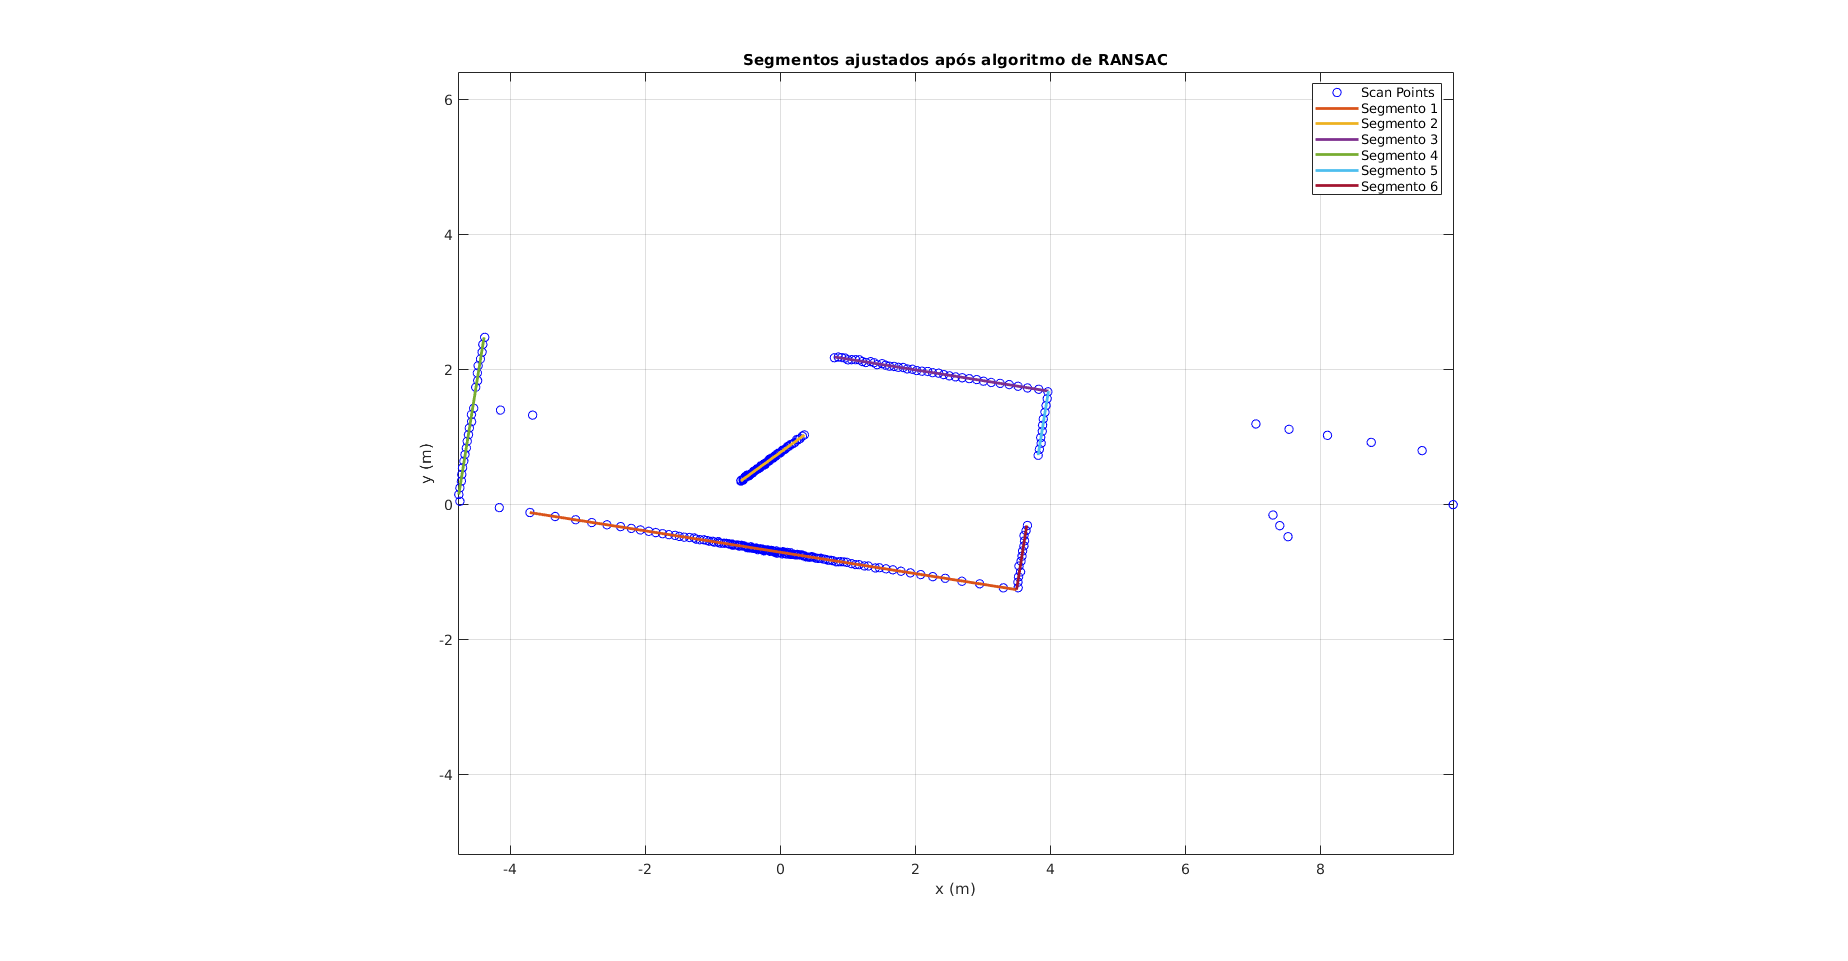 Segmentos ajustados após algoritmo de RANSAC
Scan Points
Segmento 1
Segmento 2
Segmento 3
Segmento 4
Segmento 5
Segmento 6
6
4
2
0
-2
-4
y (m)
-4 -2 0 2 4 6 8
x (m)